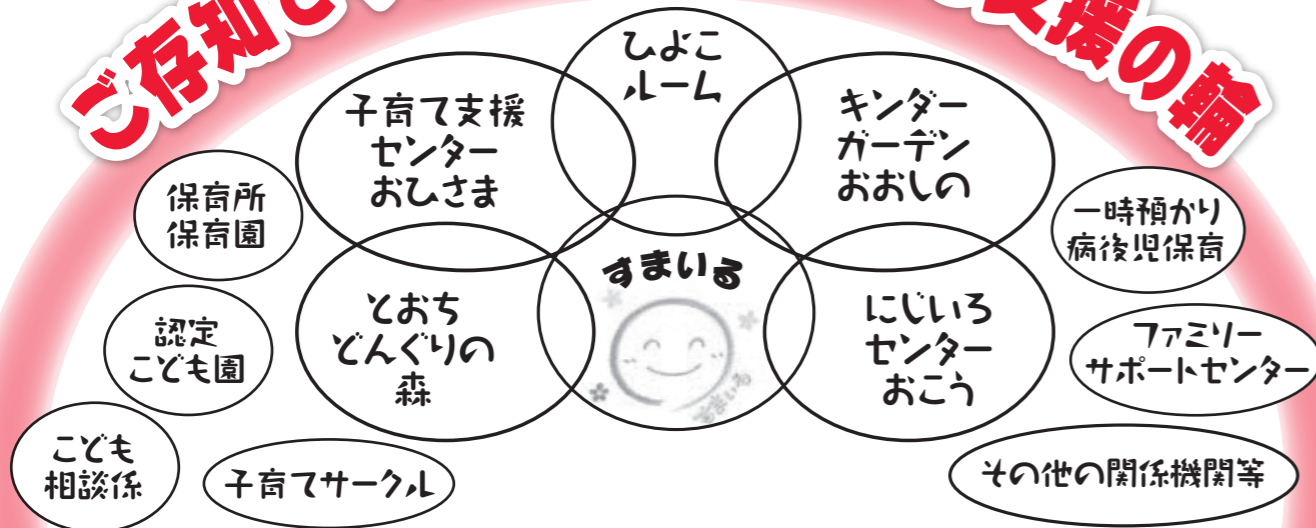 ご存知で
支援の輪
ひよこ
ルーム
子育て支援
センター
おひさま
キンダー
ガーデン
おおしの
保育所
保育園
一時預かり
病後児保育
すまいる
とおち
どんぐりの
森
にじいろ
センター
おこう
認定
こども園
ファミリー
サポートセンター
すまいる
こども
相談係
子育てサークル
その他の関係機関等